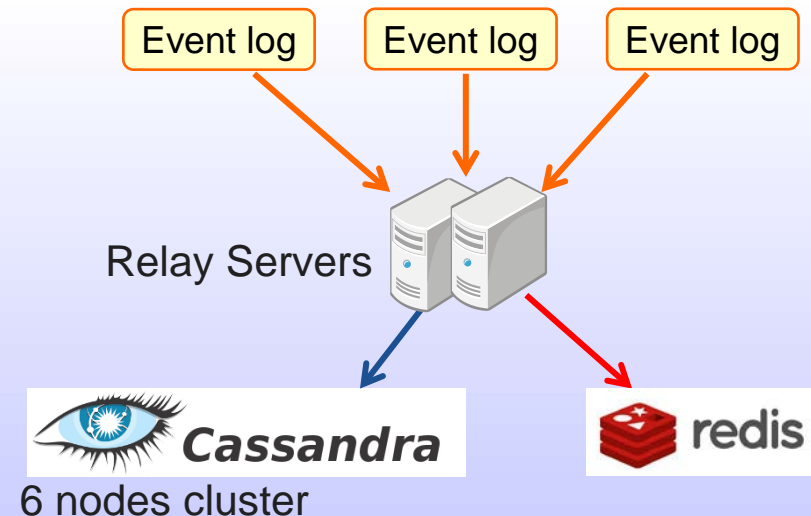 Event log
Event log
Event log
Relay Servers
Cassandra
redis
6 nodes cluster